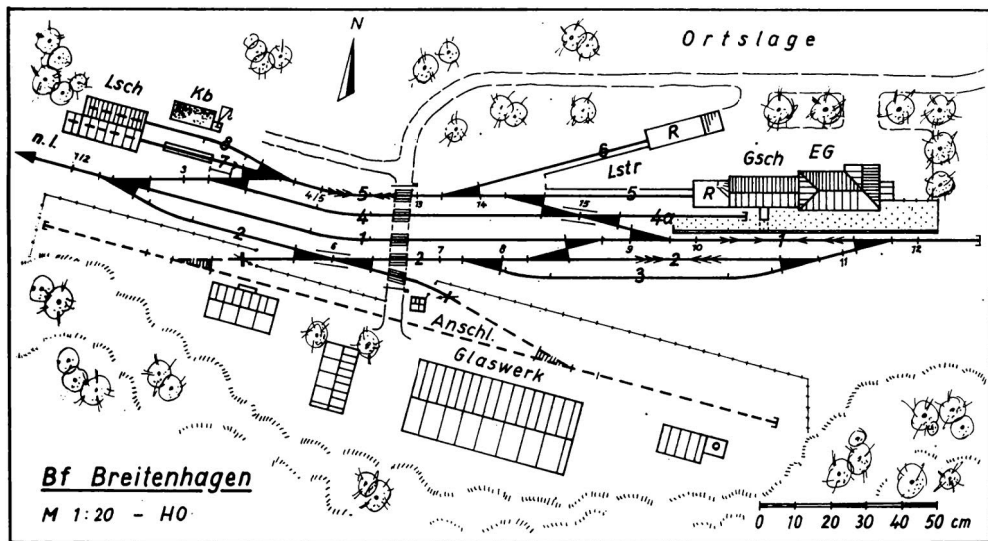 N
Ortslage
Lsch
Kb
n.l.
1/2
3
8
7
4/5
5
13
14
6
R
Lstr
5
15
4a
R
Gsch
EG
4
1
2
6
2
7
8
9
10
1
2
3
11
12
Anschl.
Glaswerk
Bf Breitenhagen
M 1:20 - H0
0 10 20 30 40 50 cm